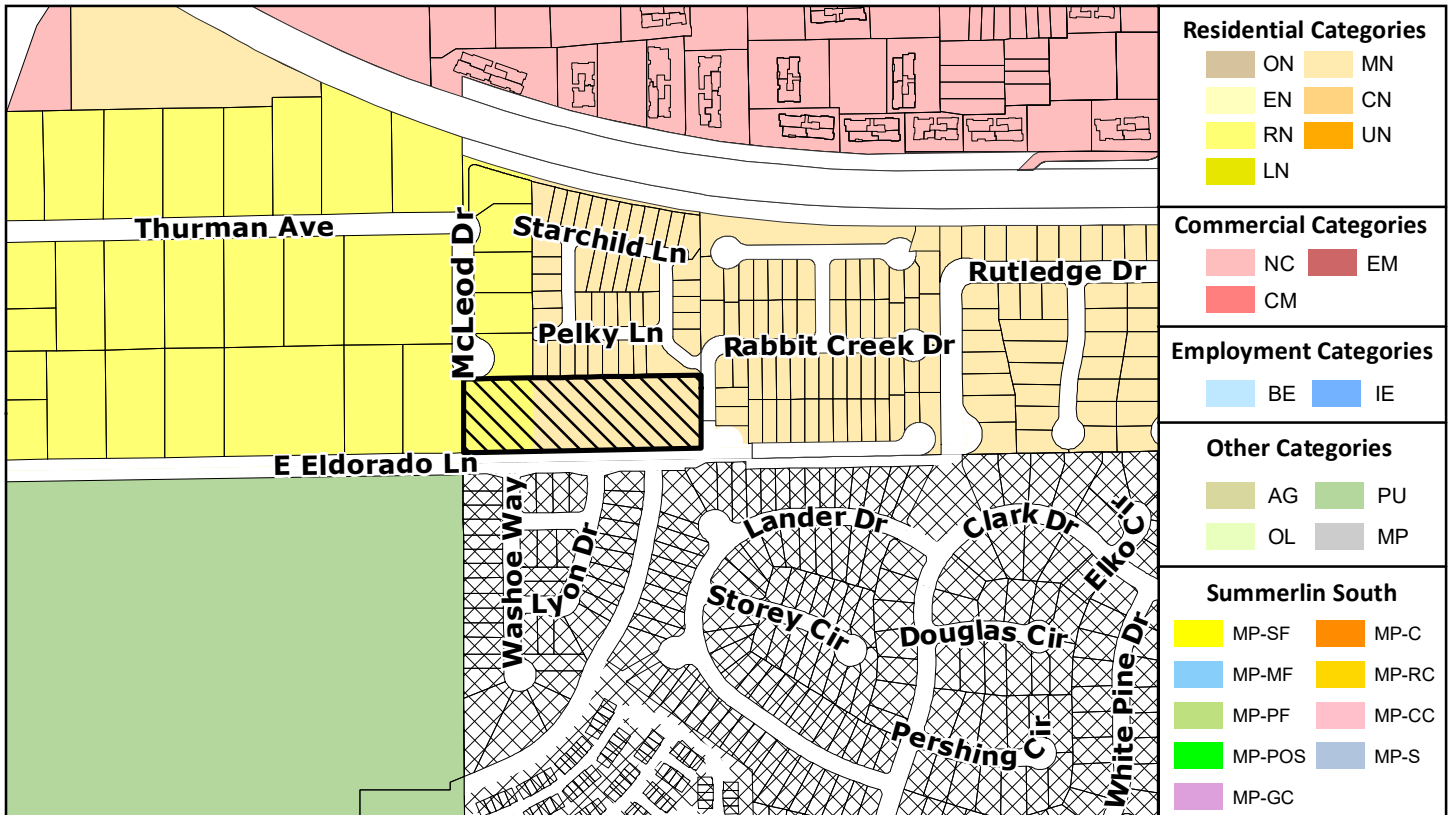 Thurman Ave
McLeod Dr
Starchild Ln
Pelky Ln
Rabbit Creek Dr
Rutledge Dr
E Eldorado Ln
Washoe Way
Lyon Dr
Lander Dr
Clark Dr
Elko Cir
Storey Cir
Douglas Cir
Pershing Cir
White Pine Dr
Residential Categories
ON MN
EN CN
RN UN
LN
Commercial Categories
NC EM
CM
Employment Categories
BE IE
Other Categories
AG PU
OL MP
Summerlin South
MP-SF MP-C
MP-MF MP-RC
MP-PF MP-CC
MP-POS MP-S
MP-GC